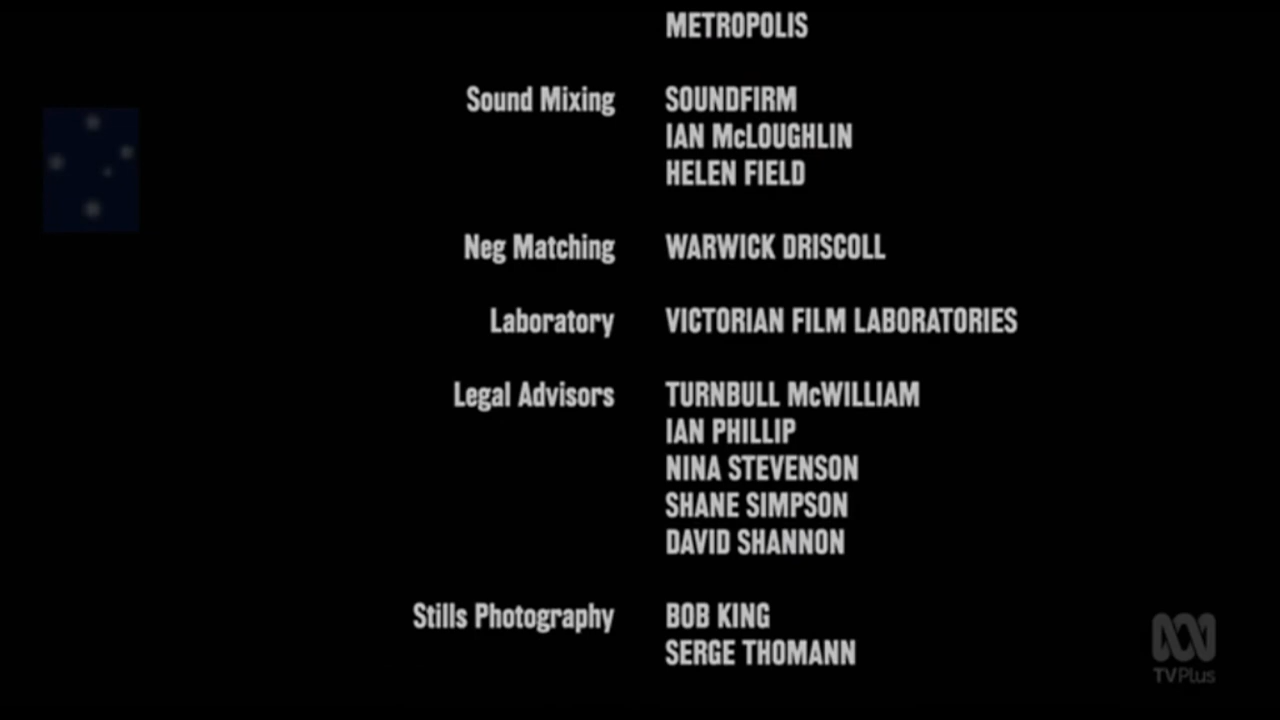 METROPOLIS
Sound Mixing SOUNDFIRM
IAN McLOUGHLIN
HELEN FIELD
Neg Matching WARWICK DRISCOLL
Laboratory VICTORIAN FILM LABORATORIES
Legal Advisors TURNBULL McWILLIAM
IAN PHILLIP
NINA STEVENSON
SHANE SIMPSON
DAVID SHANNON
Stills Photography BOB KING
SERGE THOMANN
TVPlus